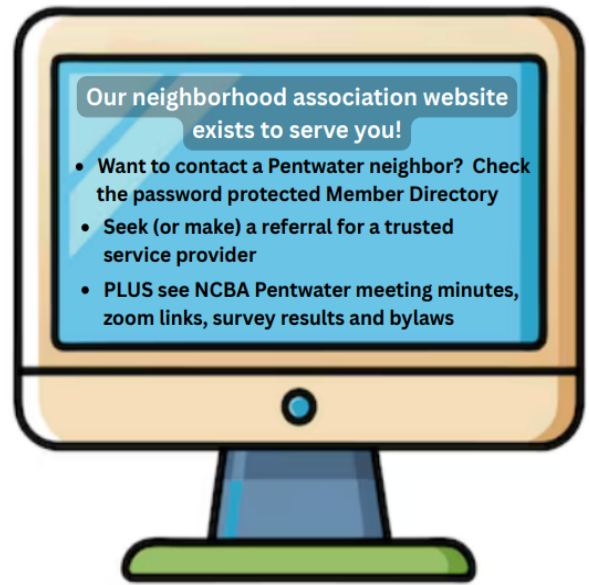 Our neighborhood association website
exists to serve you!
• Want to contact a Pentwater neighbor?  Check
the password protected Member Directory
• Seek (or make) a referral for a trusted
service provider
• PLUS see NCBA Pentwater meeting minutes,
zoom links, survey results and bylaws